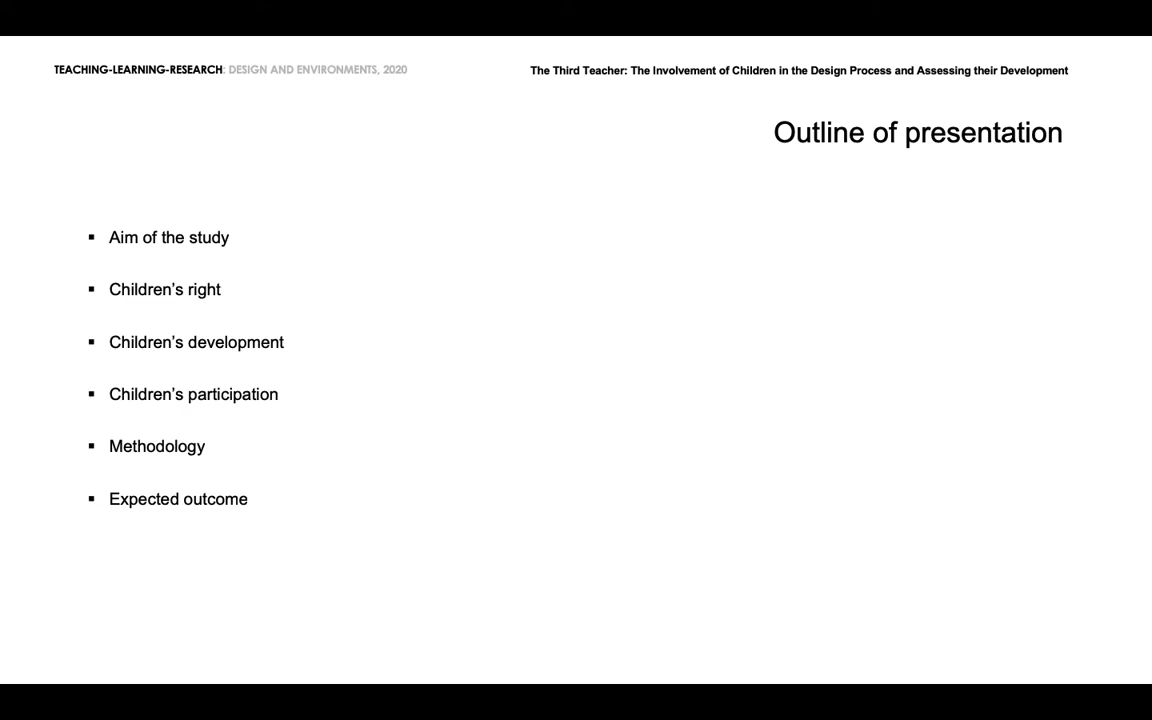 TEACHING-LEARNING-RESEARCH: DESIGN AND ENVIRONMENTS, 2020
The Third Teacher: The Involvement of Children in the Design Process and Assessing their Development
Outline of presentation
▪ Aim of the study
▪ Children’s right
▪ Children’s development
▪ Children’s participation
▪ Methodology
▪ Expected outcome